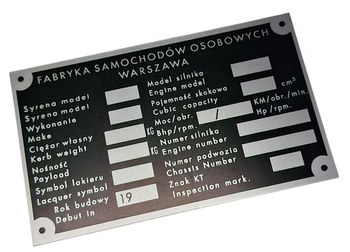 FABRYKA SAMOCHODÓW OSOBOWYCH
WARSZAWA
Syrena model
Syrena model
Wykonanie
Make
Ciężar własny KG
Kerb weight
Nośność KG
Payload
Symbol lakieru
Lacquer symbol
Rok budowy 19
Debut in
Model silnika
Engine model
Pojemność skokowa cm³
Cubic capacity
Moc/obr. / KM/obr./min.
Bhp/rpm. Hp/rpm.
Numer silnika
Engine number
Numer podwozia
Chassis Number
Znak KT
Inspection mark.